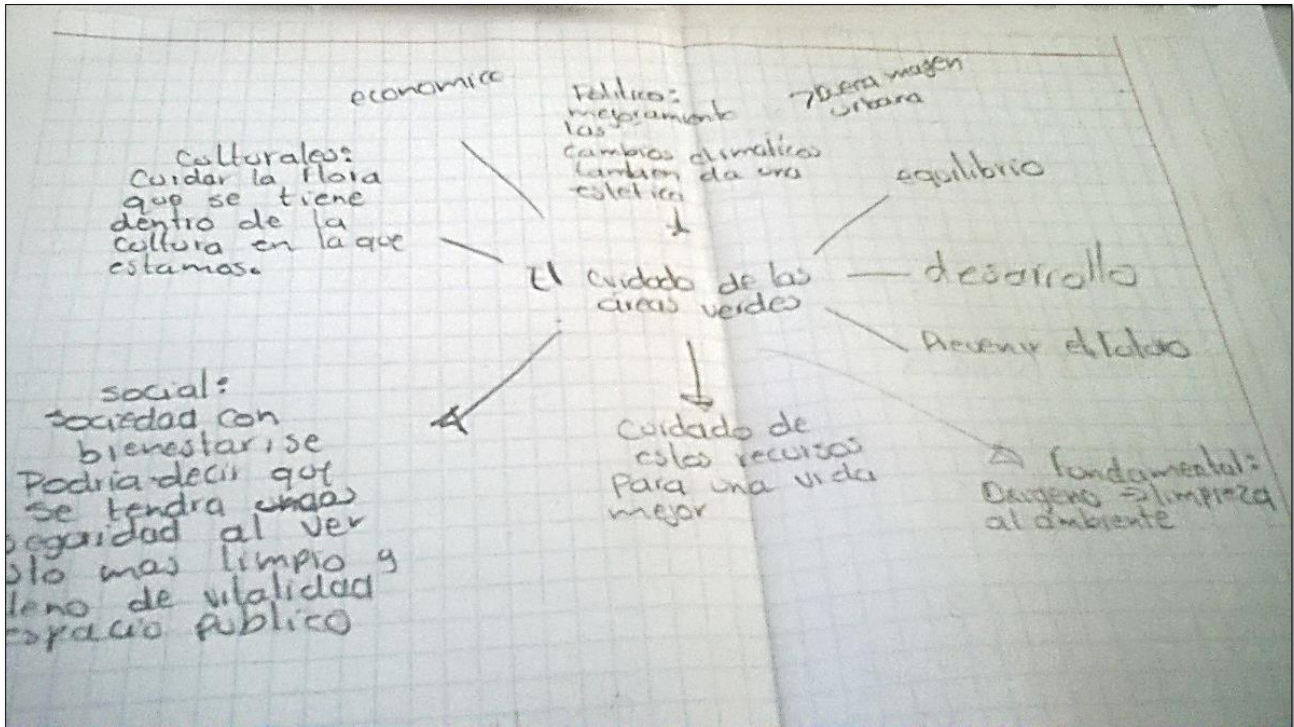 economico
Politico:
mejoramiento
las
cambios climaticos
tambien da una
estetica
imagen
urbana
Culturales:
Cuidar la flora
que se tiene
dentro de la
cultura en la que
estamos.
equilibrio
El cuidado de las
áreas verdes
desarrollo
Prevenir el
social:
sociedad con
bienestar, se
Podria decir que
se tendra
seguridad al ver
mas limpio y
lleno de vitalidad
espacio publico
cuidado de
estos recursos
para una vida
mejor
fundamental:
Oxigeno ⇒ limpieza
al ambiente